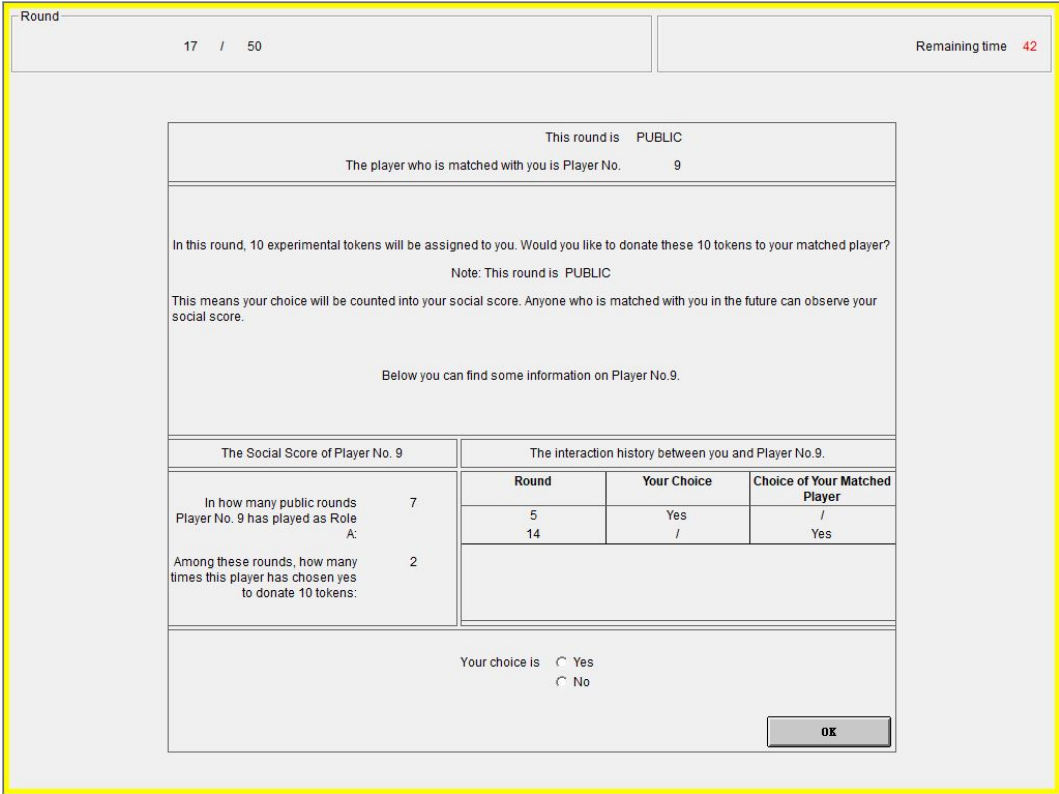 Round
17 / 50
Remaining time 42
This round is PUBLIC
The player who is matched with you is Player No. 9
In this round, 10 experimental tokens will be assigned to you. Would you like to donate these 10 tokens to your matched player?
Note: This round is PUBLIC
This means your choice will be counted into your social score. Anyone who is matched with you in the future can observe your
social score.
Below you can find some information on Player No.9.
The Social Score of Player No. 9
In how many public rounds 7
Player No. 9 has played as Role
A:
Among these rounds, how many 2
times this player has chosen yes
to donate 10 tokens:
The interaction history between you and Player No.9.
Round Your Choice Choice of Your Matched
Player
5 Yes /
14 / Yes
Your choice is Yes
No
OK